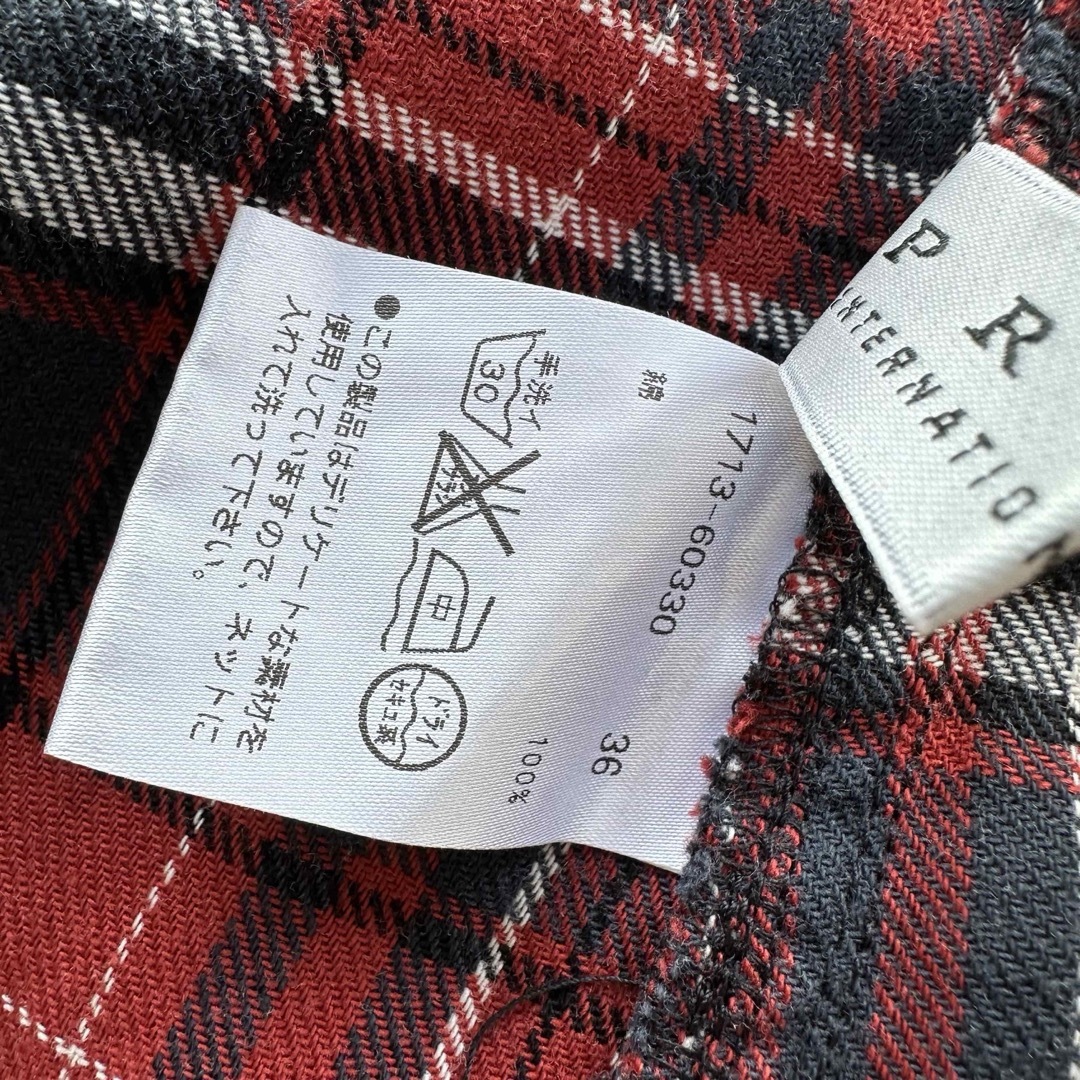 1713-60330 36
綿 100%
手洗イ
30
中
ドライ
セキユ系
●この製品はデリケートな素材を
使用していますので、ネットに
入れて洗って下さい。
P R
INTERNATIO